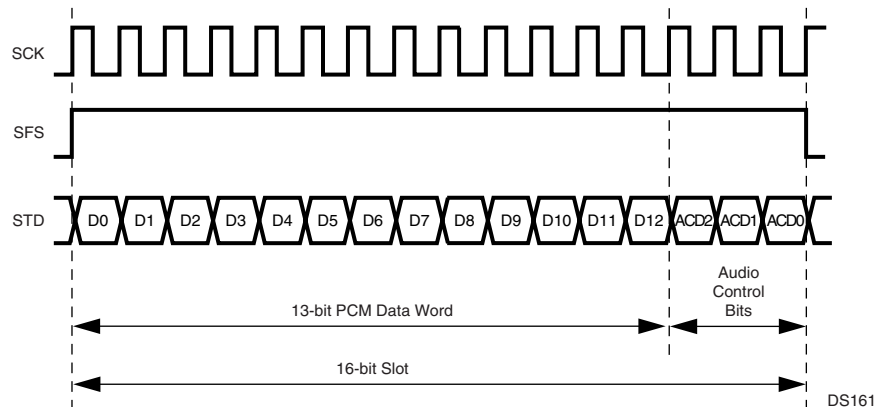 SCK
SFS
STD D0 D1 D2 D3 D4 D5 D6 D7 D8 D9 D10 D11 D12 ACD2 ACD1 ACD0
13-bit PCM Data Word
Audio
Control
Bits
16-bit Slot
DS161